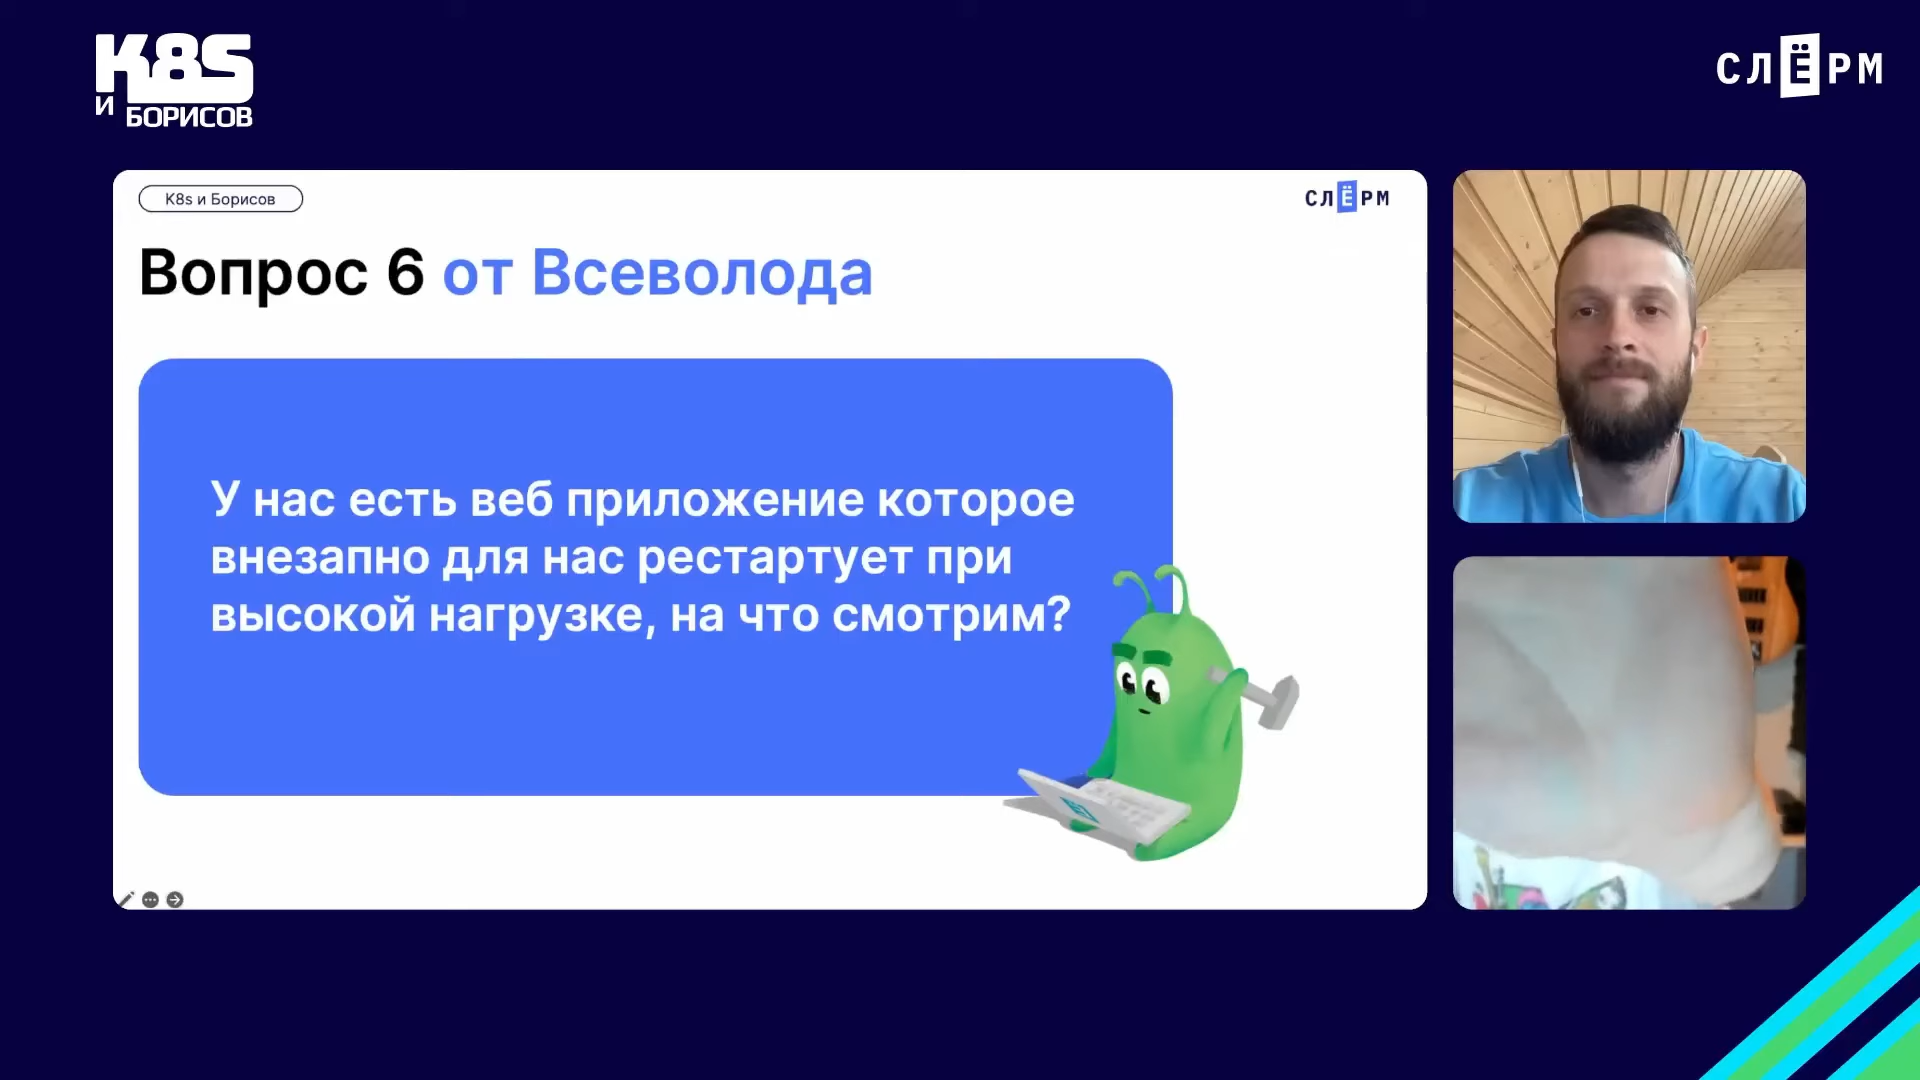 K8S
И БОРИСОВ
СЛЁРМ
K8s и Борисов
СЛЁРМ
Вопрос 6 от Всеволода
У нас есть веб приложение которое
внезапно для нас рестартует при
высокой нагрузке, на что смотрим?